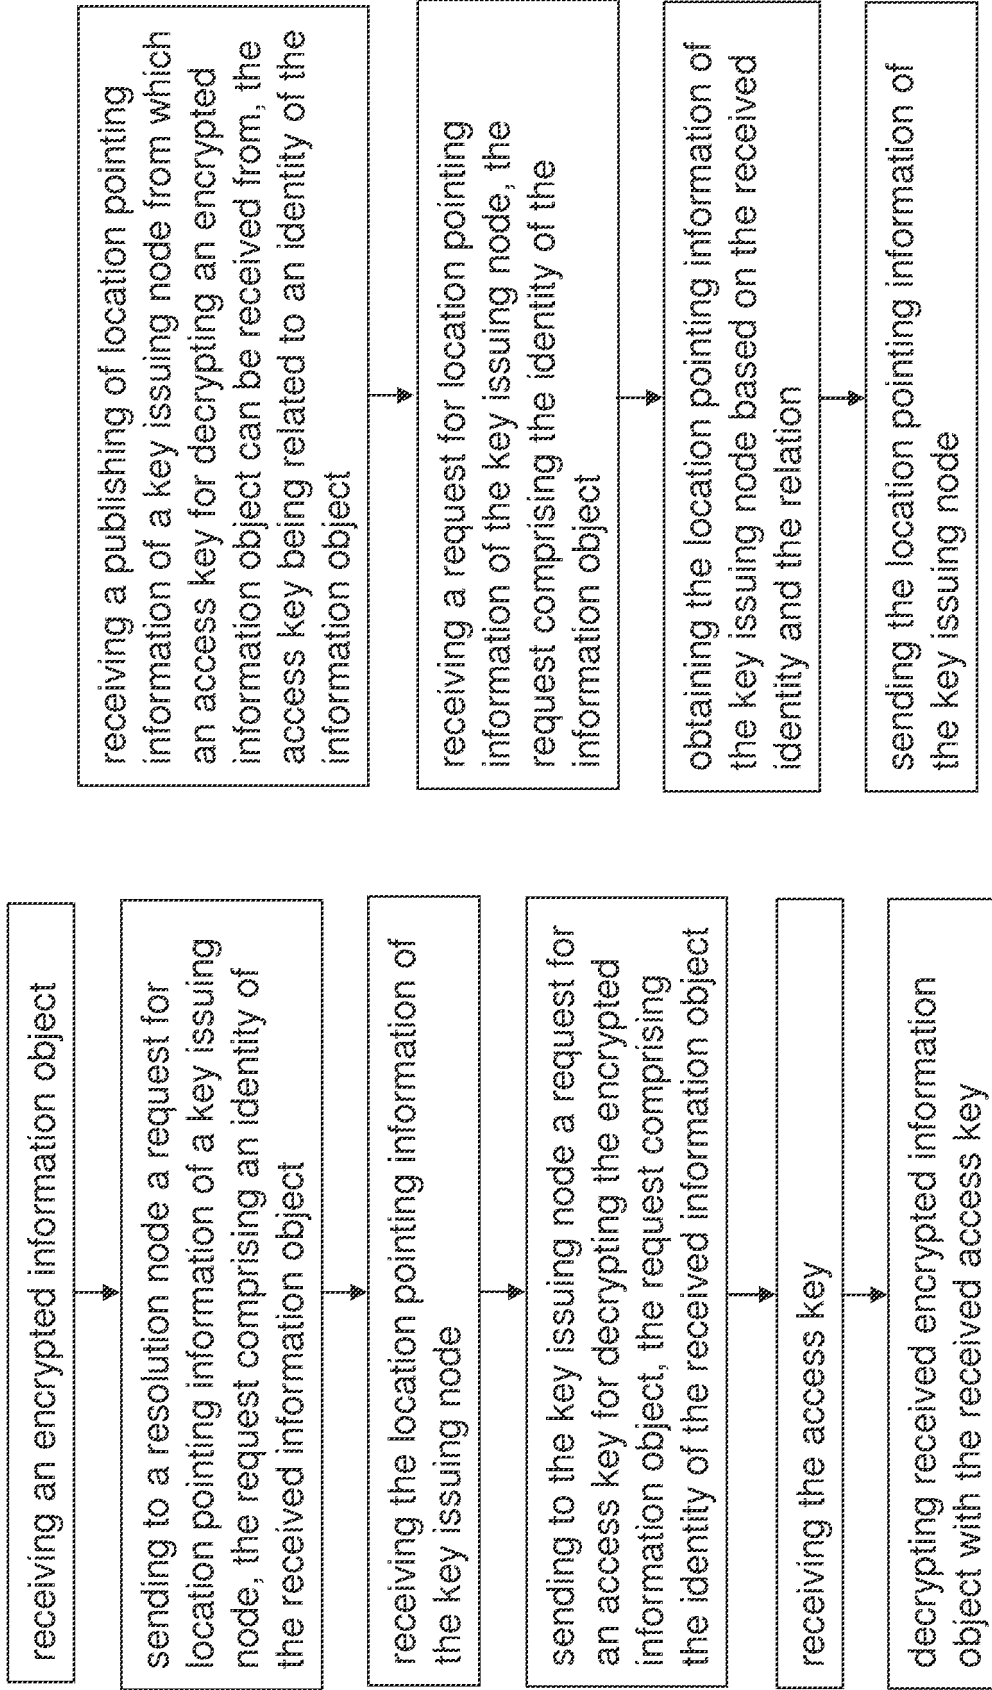 receiving an encrypted information object
sending to a resolution node a request for
location pointing information of a key issuing
node, the request comprising an identity of
the received information object
receiving the location pointing information of
the key issuing node
sending to the key issuing node a request for
an access key for decrypting the encrypted
information object, the request comprising
the identity of the received information object
receiving the access key
decrypting received encrypted information
object with the received access key
receiving a publishing of location pointing
information of a key issuing node from which
an access key for decrypting an encrypted
information object can be received from, the
access key being related to an identity of the
information object
receiving a request for location pointing
information of the key issuing node, the
request comprising the identity of the
information object
obtaining the location pointing information of
the key issuing node based on the received
identity and the relation
sending the location pointing information of
the key issuing node